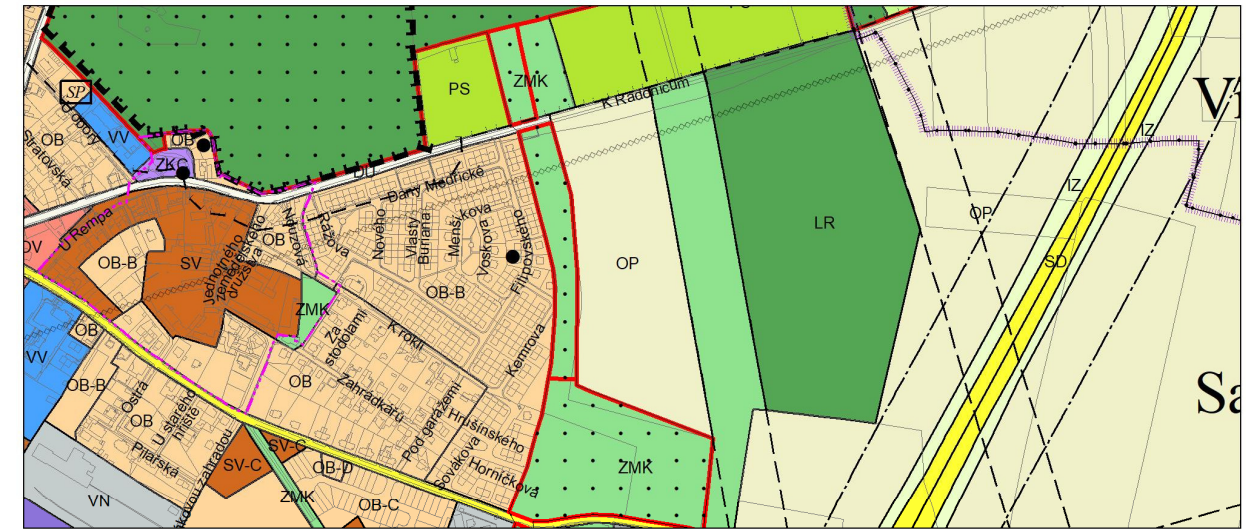 PS
ZMK
K Radonicům
SP
U obory
VV
OB
OB
Stratovská
ZKC
DU
IZ
IZ
OP
SD
LR
OP
Dany Medřické
U Rempa
OV
OB-B
SV
Jednotného
zemědělského
družstva
OB
Nouzová
Rážova
Nového
Vlasty
Buriana
Menšíkova
Voskova
Filipovského
OB-B
ZMK
Za
stodolami
K rokli
Kemrova
OB
Zahrádkářů
Pod garážemi
Hrušínského
Sovákova
Horníčkova
ZMK
VV
OB
OB-B
Ostrá
OB
U starého
hřiště
Pilařská
VN
SV-C
SV-C
OB-D
OB-C
ZMK
Sa